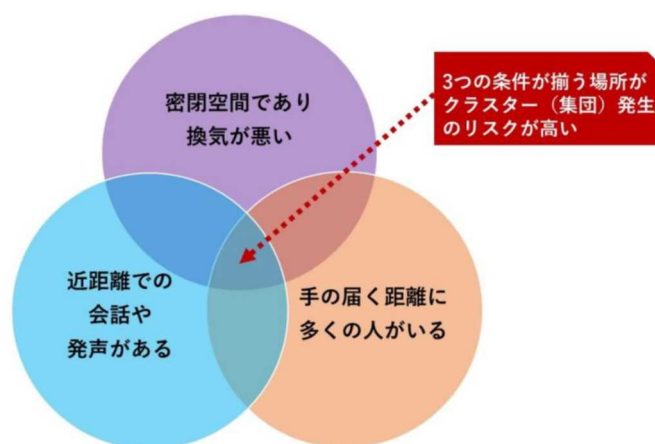 密閉空間であり
換気が悪い
3つの条件が揃う場所が
クラスター（集団）発生
のリスクが高い
近距離での
会話や
発声がある
手の届く距離に
多くの人がいる